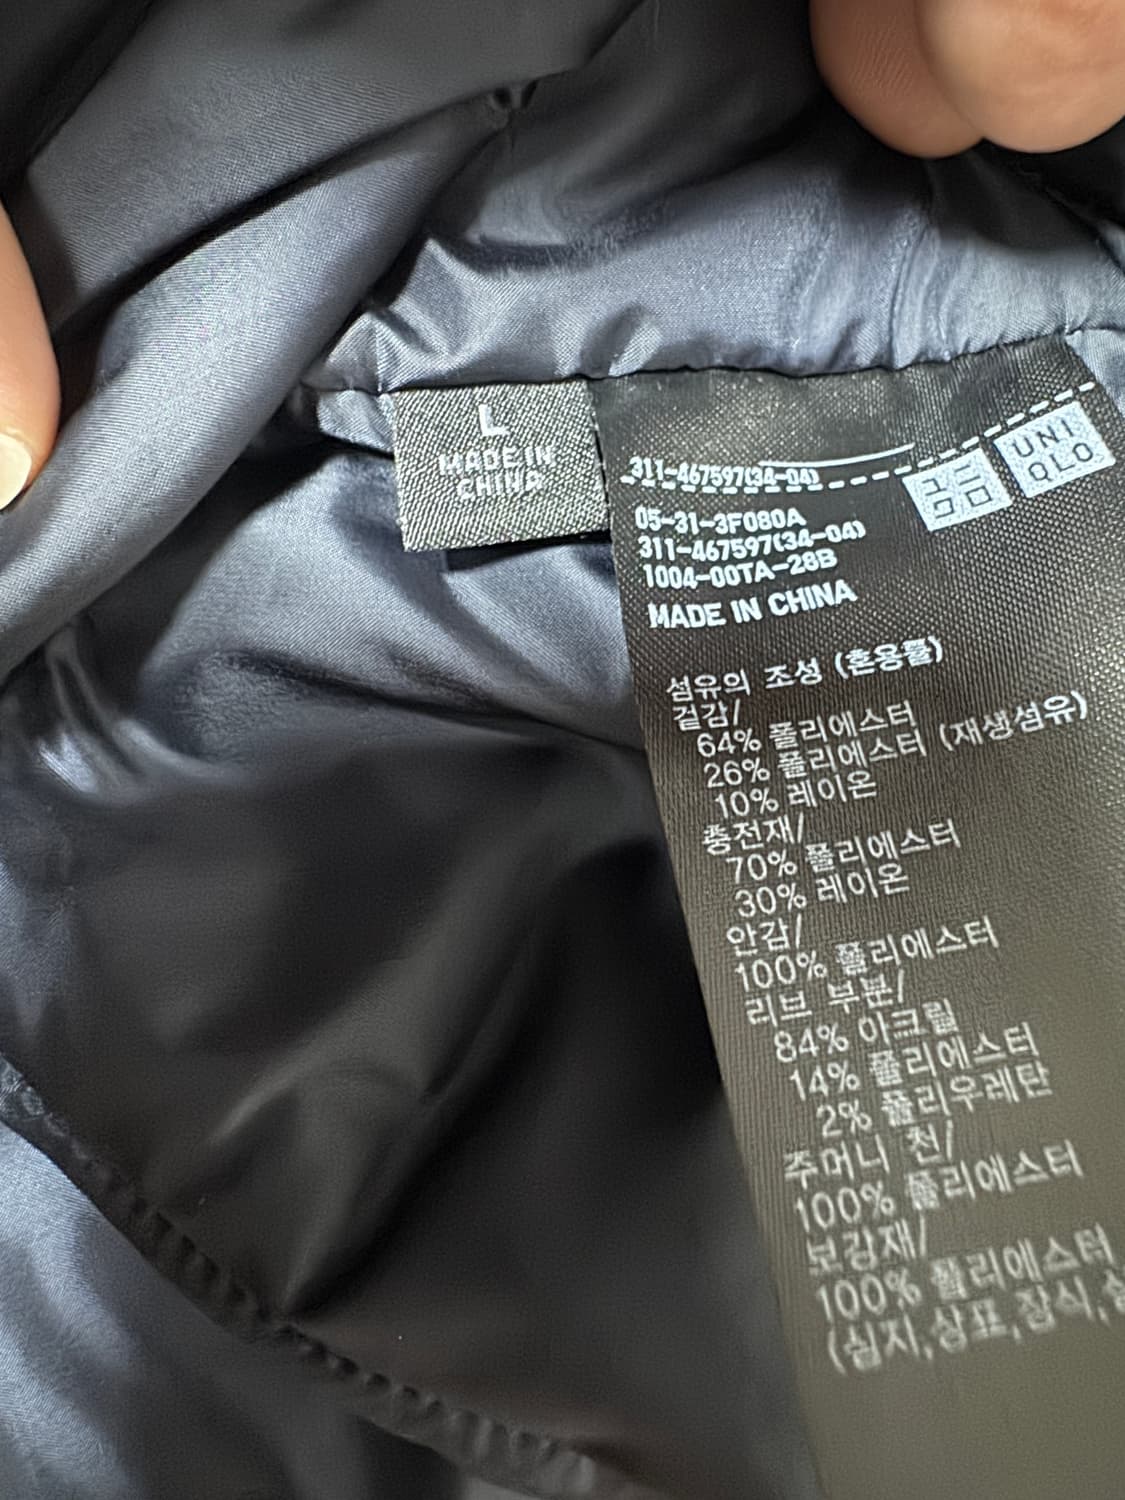 L
MADE IN
CHINA
311-467597(34-04)
ユニ
クロ
UNI
QLO
05-31-3F080A
311-467597(34-04)
1004-00TA-28B
MADE IN CHINA
섬유의 조성 (혼용률)
겉감/
64% 폴리에스터
26% 폴리에스터 (재생섬유)
10% 레이온
충전재/
70% 폴리에스터
30% 레이온
안감/
100% 폴리에스터
리브 부분/
84% 아크릴
14% 폴리에스터
2% 폴리우레탄
주머니 천/
100% 폴리에스터
보강재/
100% 폴리에스터
(심지,상표,장식,